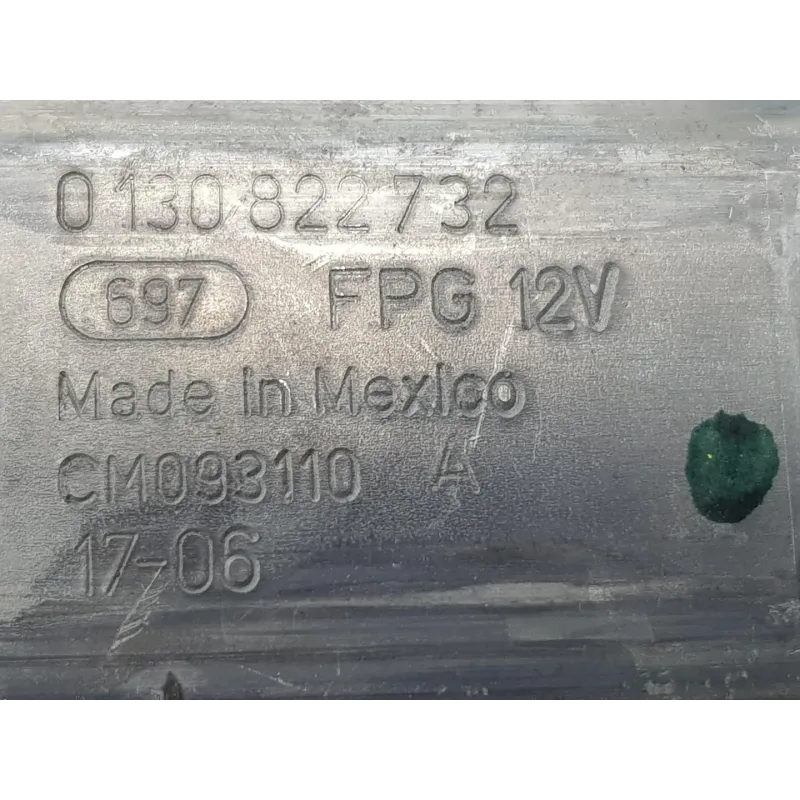 0 130 822 732
697 FPG 12V
Made in Mexico
CM093110 A
17-06